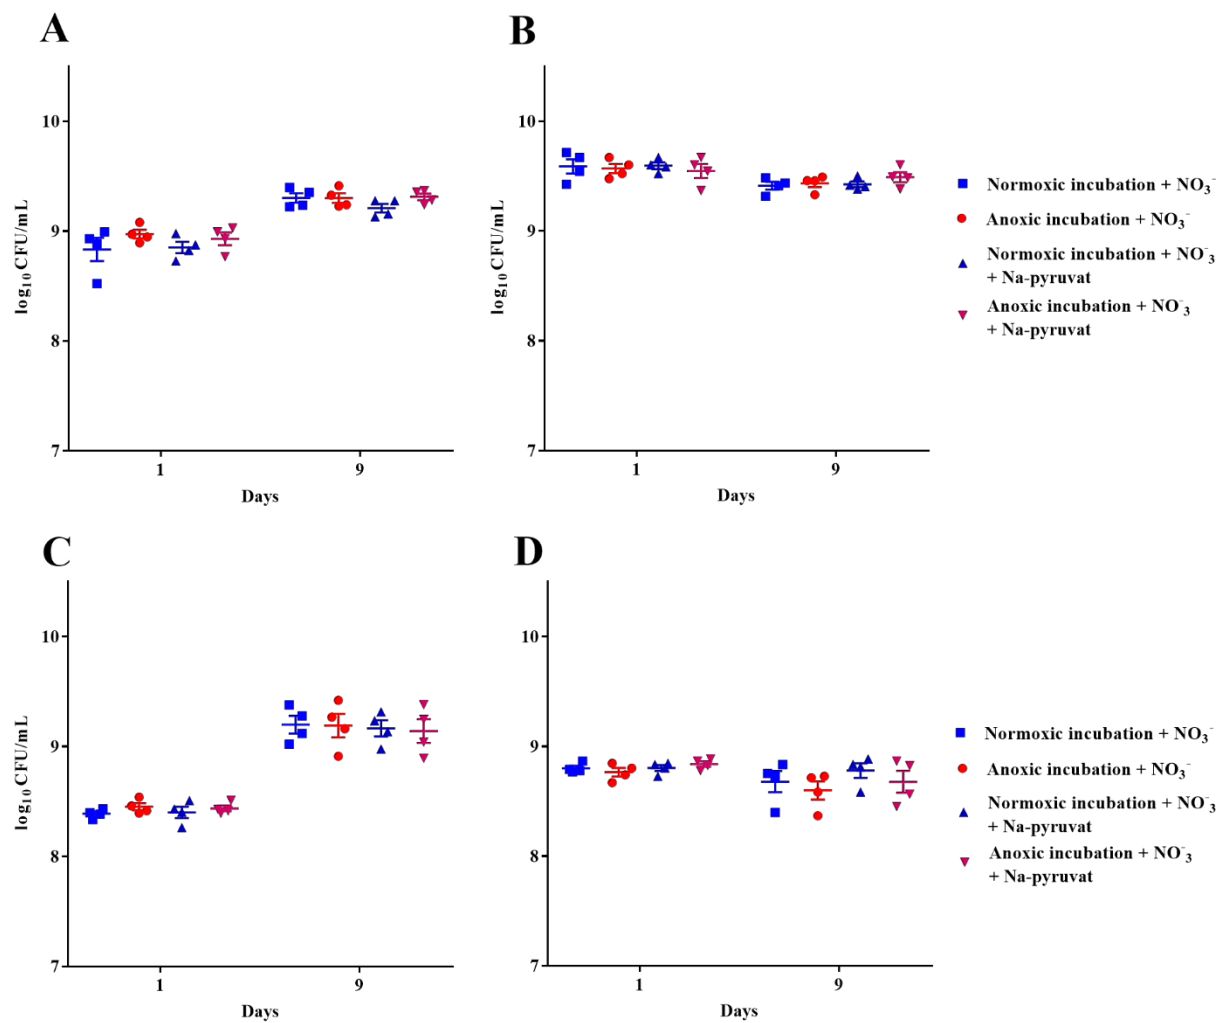 A
B
10
9
8
7
log₁₀ CFU/mL
1
9
Days
10
9
8
7
log₁₀ CFU/mL
1
9
Days
Normoxic incubation + NO₃⁻
Anoxic incubation + NO₃⁻
Normoxic incubation + NO⁻₃
+ Na-pyruvat
Anoxic incubation + NO⁻₃
+ Na-pyruvat
C
D
10
9
8
7
log₁₀ CFU/mL
1
9
Days
10
9
8
7
1
9
Days
Normoxic incubation + NO₃⁻
Anoxic incubation + NO₃⁻
Normoxic incubation + NO⁻₃
+ Na-pyruvat
Anoxic incubation + NO⁻₃
+ Na-pyruvat